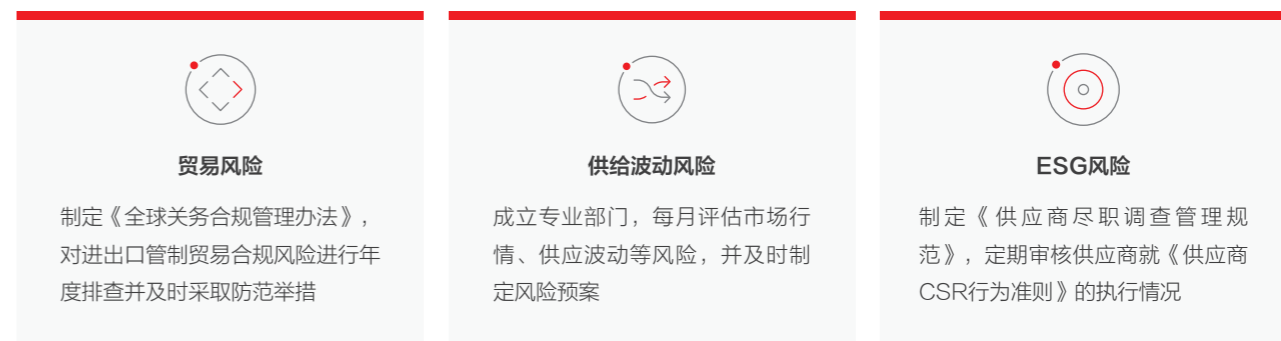 贸易风险
制定《全球关务合规管理办法》，
对进出口管制贸易合规风险进行年
度排查并及时采取防范举措
供给波动风险
成立专业部门，每月评估市场行
情、供应波动等风险，并及时制
定风险预案
ESG风险
制定《供应商尽职调查管理规
范》，定期审核供应商就《供应商
CSR行为准则》的执行情况